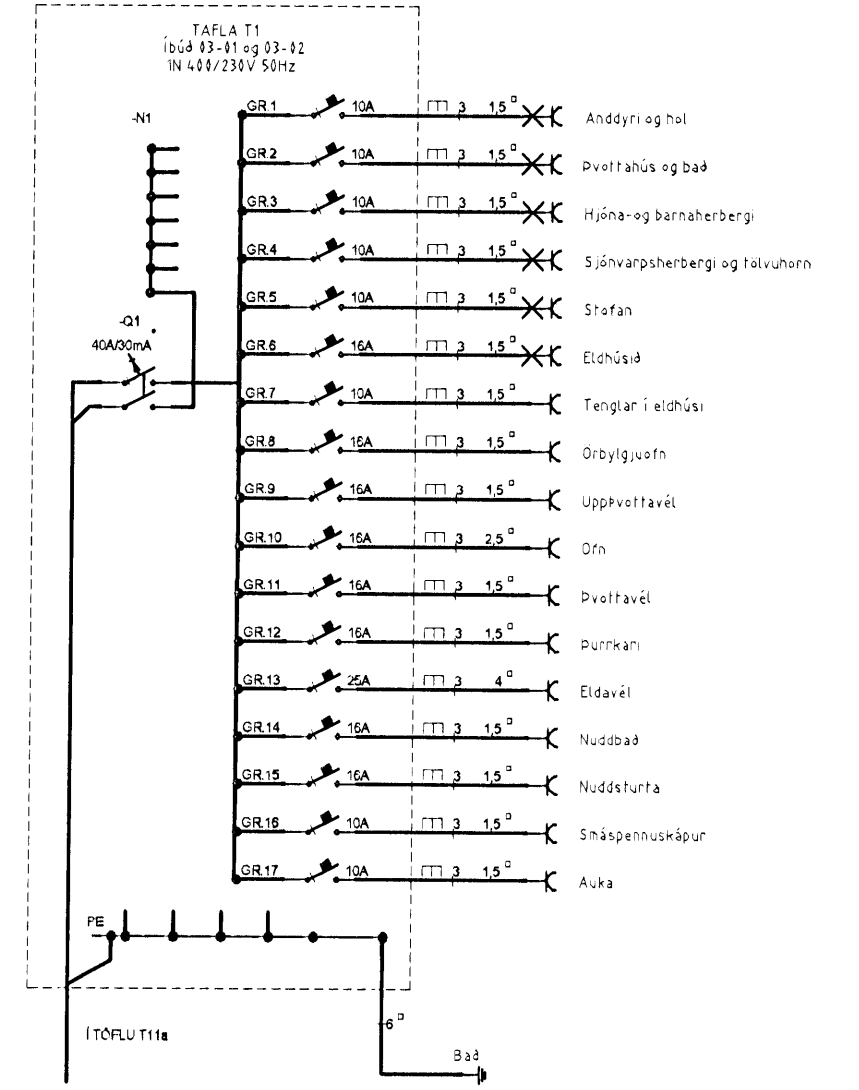 TAFLA T1
Íbúð 03-01 og 03-02
1N 400/230V 50Hz
-N1
GR.1 10A 3 1,5 Anddyri og hol
GR.2 10A 3 1,5 Þvottahús og bað
GR.3 10A 3 1,5 Hjóna-og barnaherbergi
GR.4 10A 3 1,5 Sjónvarpsherbergi og tölvuhorn
GR.5 10A 3 1,5 Stofan
-Q1
40A/30mA
GR.6 16A 3 1,5 Eldhúsið
GR.7 10A 3 1,5 Tenglar í eldhúsi
GR.8 16A 3 1,5 Örbylgjuofn
GR.9 16A 3 1,5 Uppþvottavél
GR.10 16A 3 2,5 Ofn
GR.11 16A 3 1,5 Þvottavél
GR.12 16A 3 1,5 Þurrkari
GR.13 25A 3 4 Eldavél
GR.14 16A 3 1,5 Nuddbað
GR.15 16A 3 1,5 Nuddsturta
GR.16 10A 3 1,5 Smáspennuskápur
GR.17 10A 3 1,5 Auka
PE
6
Í TÖFLU T11a
Bað